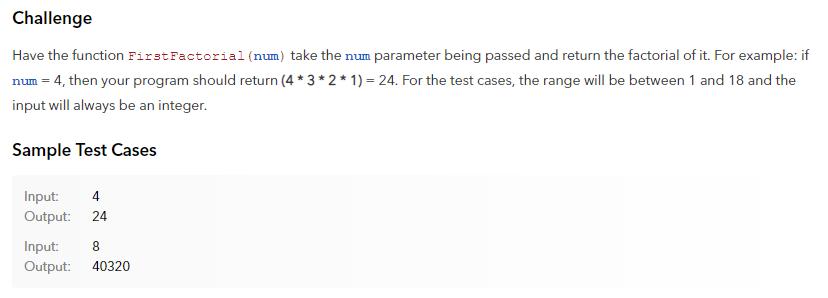 Challenge
Have the function FirstFactorial(num) take the num parameter being passed and return the factorial of it. For example: if
num = 4, then your program should return (4 * 3 * 2 * 1) = 24. For the test cases, the range will be between 1 and 18 and the
input will always be an integer.
Sample Test Cases
Input: 4
Output: 24
Input: 8
Output: 40320